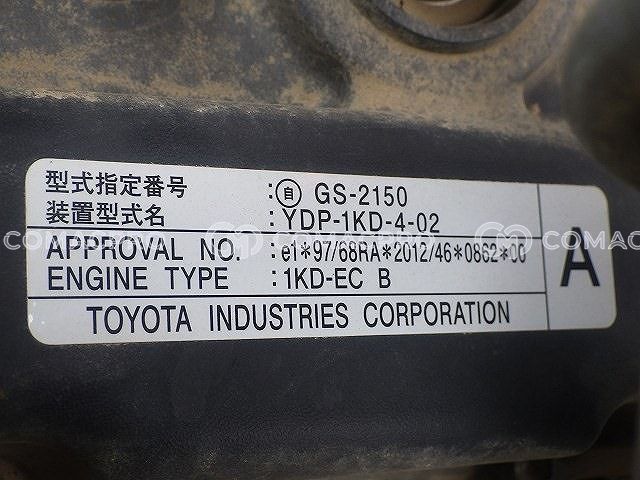 型式指定番号 : 自 GS-2150
装置型式名 : YDP-1KD-4-02
APPROVAL NO. : e1*97/68RA*2012/46*0862*00
ENGINE TYPE : 1KD-EC B
A
TOYOTA INDUSTRIES CORPORATION